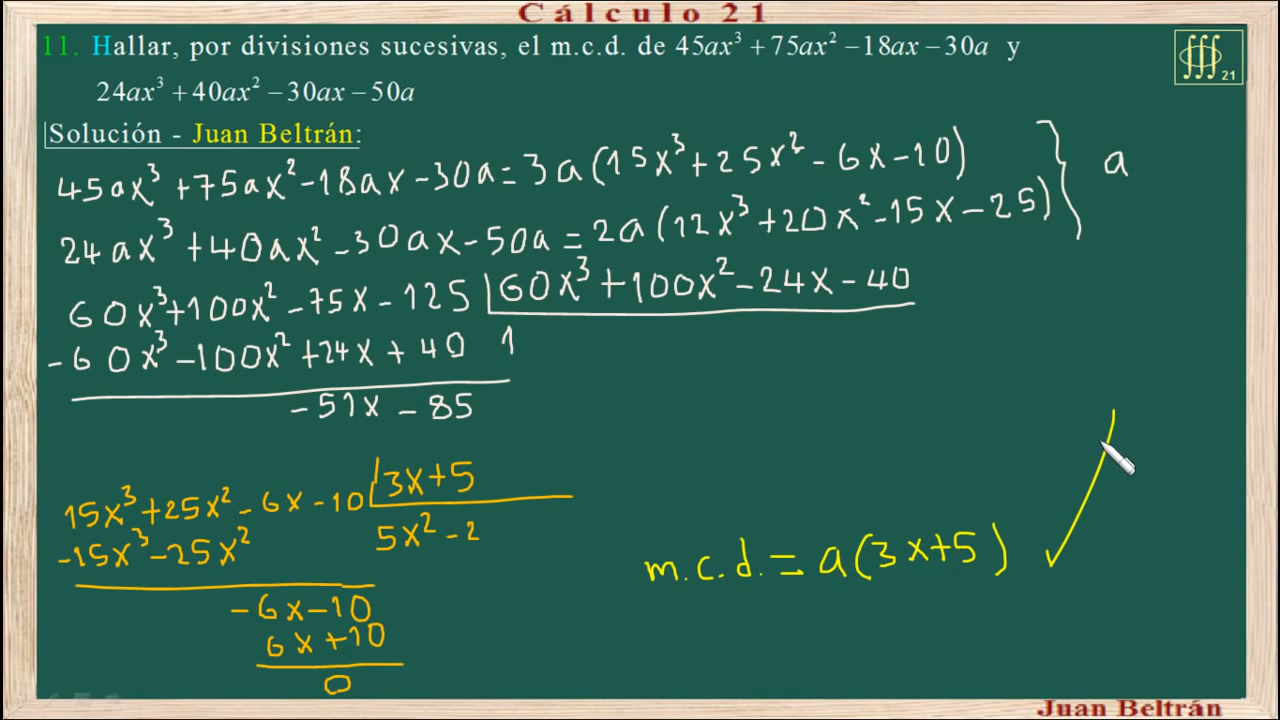 Cálculo 21
11. Hallar, por divisiones sucesivas, el m.c.d. de 45ax³ + 75ax² − 18ax − 30a y
24ax³ + 40ax² − 30ax − 50a
∫∫∫ 21
Solución - Juan Beltrán:
45ax³ + 75ax² - 18ax - 30a = 3a(15x³ + 25x² - 6x - 10)
24ax³ + 40ax² - 30ax - 50a = 2a(12x³ + 20x² - 15x - 25) } a
60x³ + 100x² - 75x - 125 | 60x³ + 100x² - 24x - 40
-60x³ - 100x² + 24x + 40 1
-51x - 85
15x³ + 25x² - 6x - 10 | 3x + 5
-15x³ - 25x² 5x² - 2
-6x - 10
6x + 10
0
m.c.d. = a(3x + 5)
Juan Beltrán